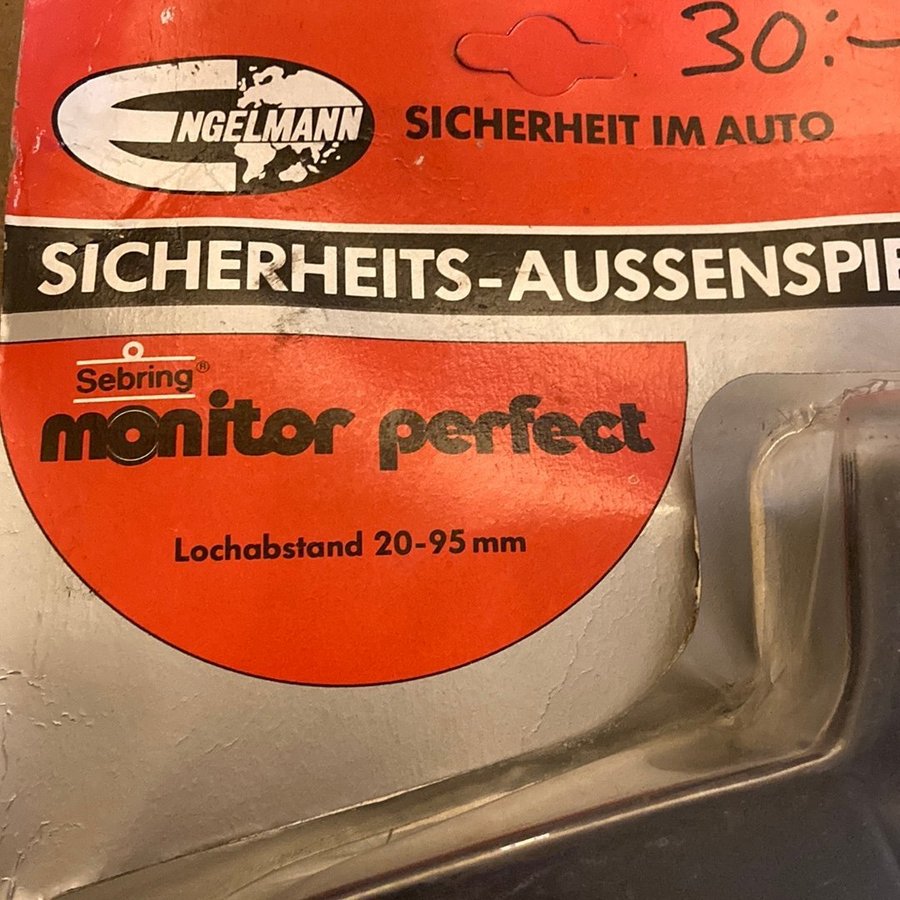 30:-
ENGELMANN
SICHERHEIT IM AUTO
SICHERHEITS-AUSSENSPIE
Sebring®
monitor perfect
Lochabstand 20-95 mm